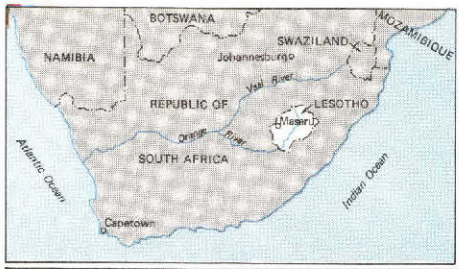 BOTSWANA
MOZAMBIQUE
SWAZILAND
NAMIBIA
Johannesburg
Vaal River
REPUBLIC OF
LESOTHO
Maseru
Orange River
SOUTH AFRICA
Atlantic Ocean
Indian Ocean
Capetown